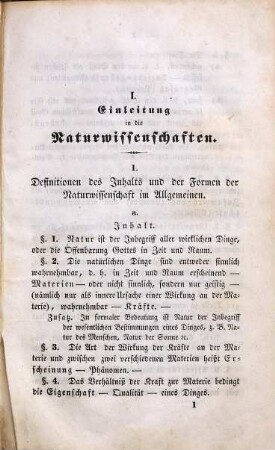 I.
Einleitung
in die
Naturwissenschaften.
1.
Definitionen des Inhalts und der Formen der
Naturwissenschaft im Allgemeinen.
a.
Inhalt.
§. 1. Natur ist der Inbegriff aller wirklichen Dinge,
oder die Offenbarung Gottes in Zeit und Raum.
§. 2. Die natürlichen Dinge sind entweder sinnlich
wahrnehmbar, d. h. in Zeit und Raum erscheinend —
Materien — oder nicht sinnlich, sondern nur geistig —
(nämlich nur als innere Ursache einer Wirkung an der Ma-
terie), wahrnehmbar — Kräfte. —
Zusatz. In formaler Bedeutung ist Natur der Inbegriff
der wesentlichen Bestimmungen eines Dinges, z. B. Na-
tur des Menschen, Natur der Sonne ꝛc.
§. 3. Die Art der Wirkung der Kräfte an der Ma-
terie und zwischen zwei verschiedenen Materien heißt Er-
scheinung — Phänomen. —
§. 4. Das Verhältniß der Kraft zur Materie bedingt
die Eigenschaft — Qualität — eines Dinges.
1